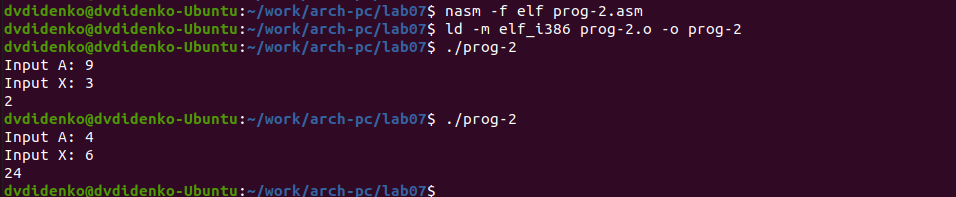 dvdidenko@dvdidenko-Ubuntu:~/work/arch-pc/lab07$ nasm -f elf prog-2.asm
dvdidenko@dvdidenko-Ubuntu:~/work/arch-pc/lab07$ ld -m elf_i386 prog-2.o -o prog-2
dvdidenko@dvdidenko-Ubuntu:~/work/arch-pc/lab07$ ./prog-2
Input A: 9
Input X: 3
2
dvdidenko@dvdidenko-Ubuntu:~/work/arch-pc/lab07$ ./prog-2
Input A: 4
Input X: 6
24
dvdidenko@dvdidenko-Ubuntu:~/work/arch-pc/lab07$